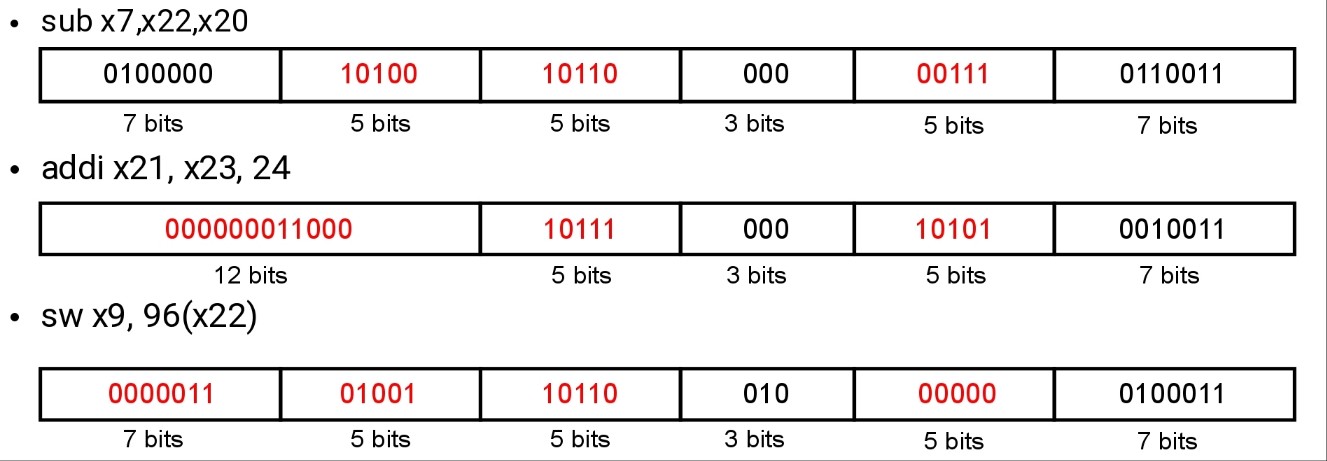 • sub x7,x22,x20
0100000 10100 10110 000 00111 0110011
7 bits 5 bits 5 bits 3 bits 5 bits 7 bits
• addi x21, x23, 24
000000011000 10111 000 10101 0010011
12 bits 5 bits 3 bits 5 bits 7 bits
• sw x9, 96(x22)
0000011 01001 10110 010 00000 0100011
7 bits 5 bits 5 bits 3 bits 5 bits 7 bits